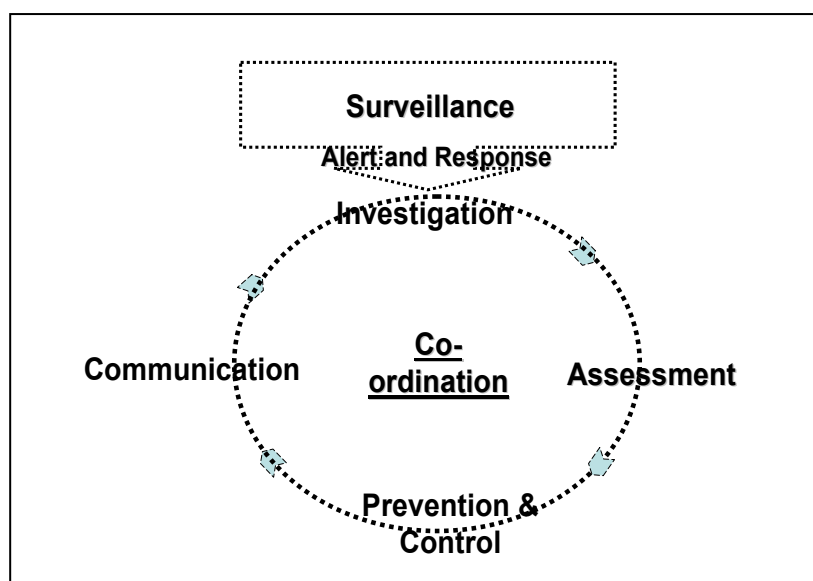 Surveillance
Alert and Response
Investigation
Communication
Co-
ordination
Assessment
Prevention &
Control